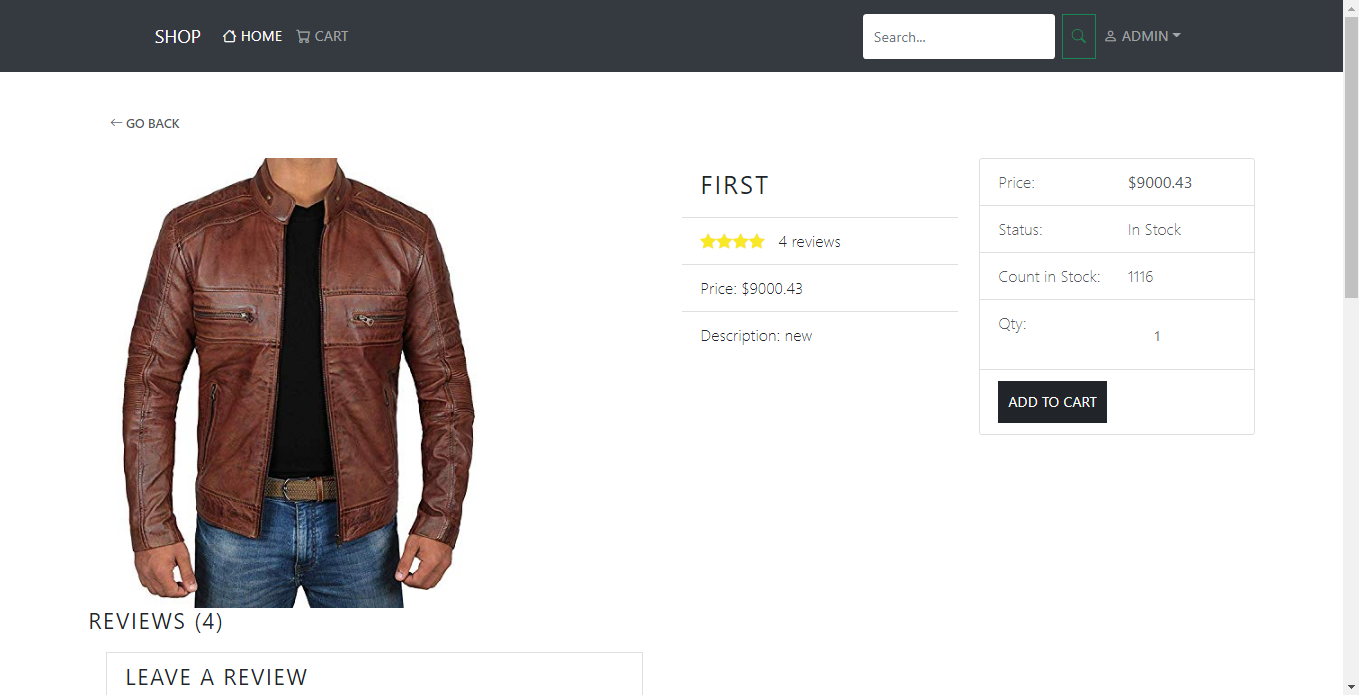 SHOP HOME CART Search... ADMIN
GO BACK
FIRST
4 reviews
Price: $9000.43
Description: new
Price: $9000.43
Status: In Stock
Count in Stock: 1116
Qty: 1
ADD TO CART
REVIEWS (4)
LEAVE A REVIEW